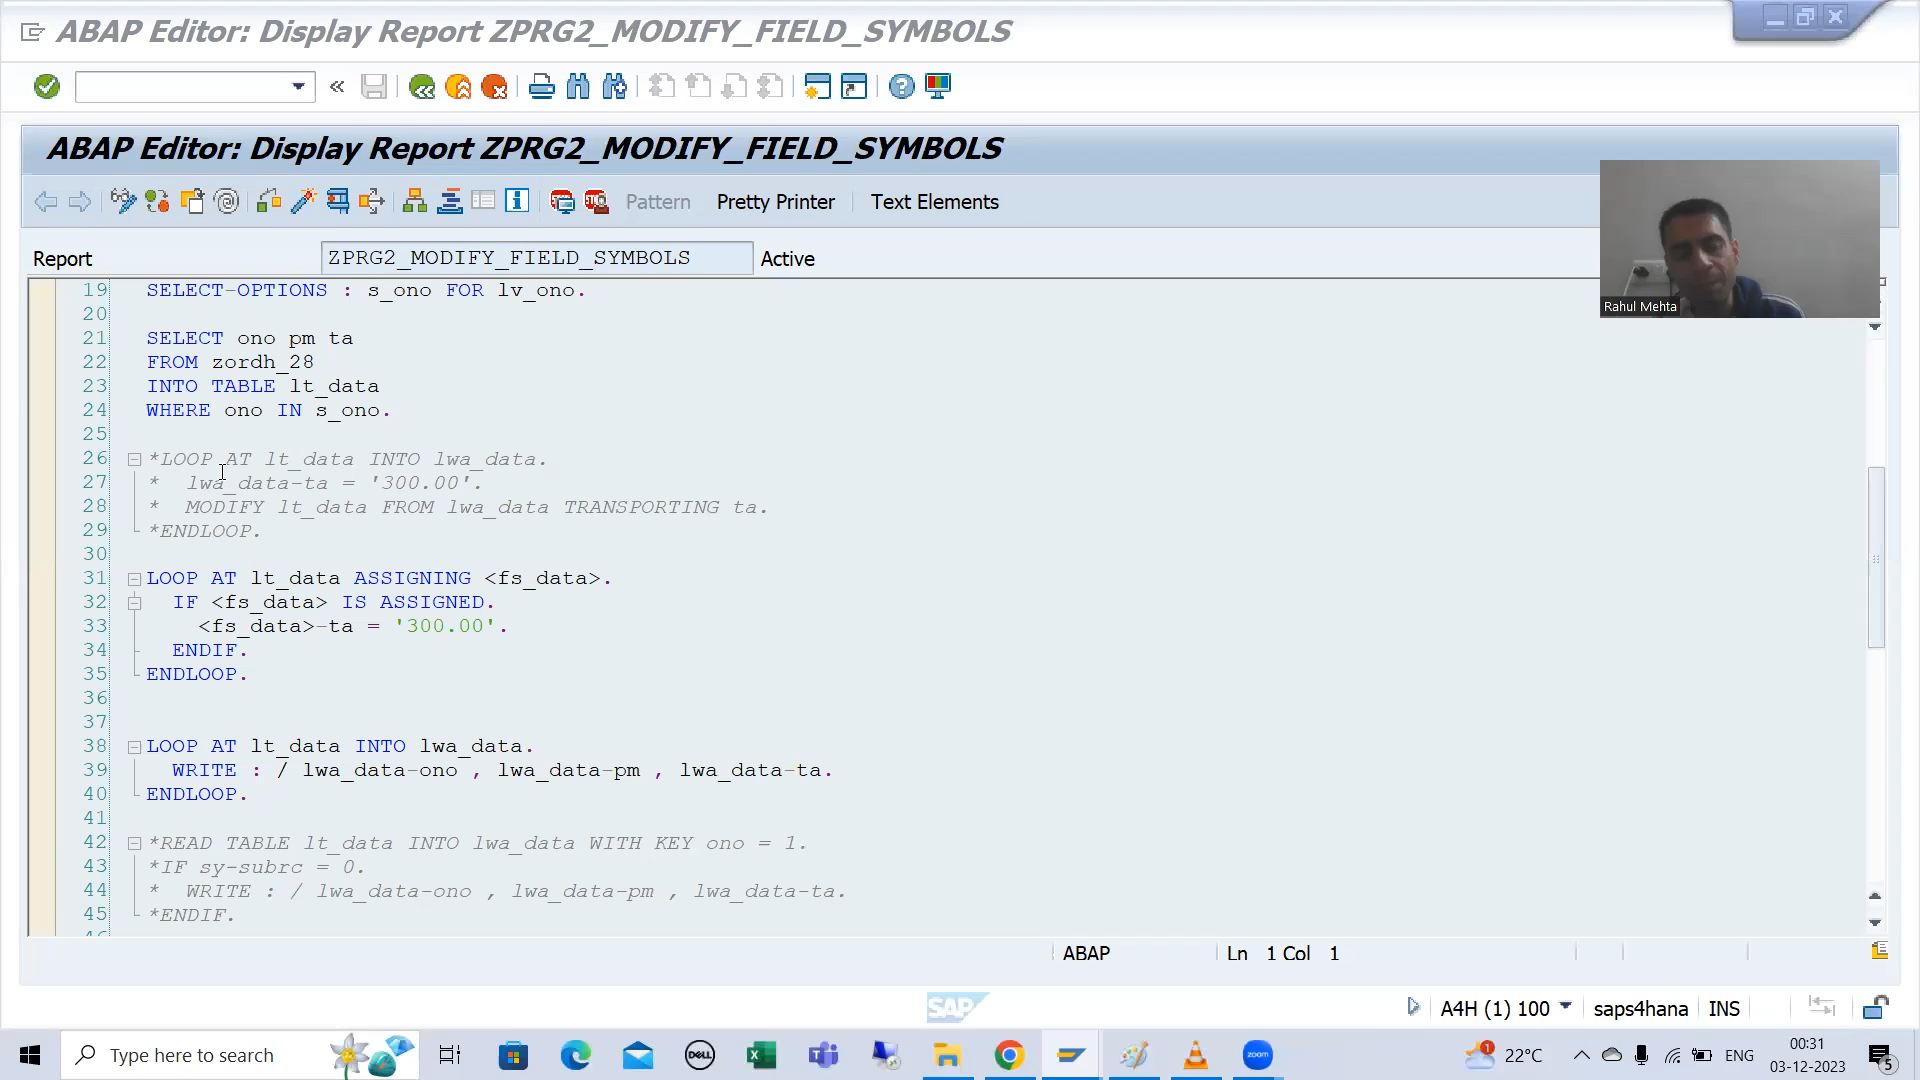 ABAP Editor: Display Report ZPRG2_MODIFY_FIELD_SYMBOLS
ABAP Editor: Display Report ZPRG2_MODIFY_FIELD_SYMBOLS
Pattern Pretty Printer Text Elements
Report ZPRG2_MODIFY_FIELD_SYMBOLS Active
Rahul Mehta
19 SELECT-OPTIONS : s_ono FOR lv_ono.
20
21 SELECT ono pm ta
22 FROM zordh_28
23 INTO TABLE lt_data
24 WHERE ono IN s_ono.
25
26 *LOOP AT lt_data INTO lwa_data.
27 *  lwa_data-ta = '300.00'.
28 *  MODIFY lt_data FROM lwa_data TRANSPORTING ta.
29 *ENDLOOP.
30
31 LOOP AT lt_data ASSIGNING <fs_data>.
32   IF <fs_data> IS ASSIGNED.
33     <fs_data>-ta = '300.00'.
34   ENDIF.
35 ENDLOOP.
36
37
38 LOOP AT lt_data INTO lwa_data.
39   WRITE : / lwa_data-ono , lwa_data-pm , lwa_data-ta.
40 ENDLOOP.
41
42 *READ TABLE lt_data INTO lwa_data WITH KEY ono = 1.
43 *IF sy-subrc = 0.
44 *  WRITE : / lwa_data-ono , lwa_data-pm , lwa_data-ta.
45 *ENDIF.
ABAP Ln 1 Col 1
SAP
A4H (1) 100 saps4hana INS
Type here to search
DELL
zoom
1
22°C
ENG
00:31
03-12-2023
5